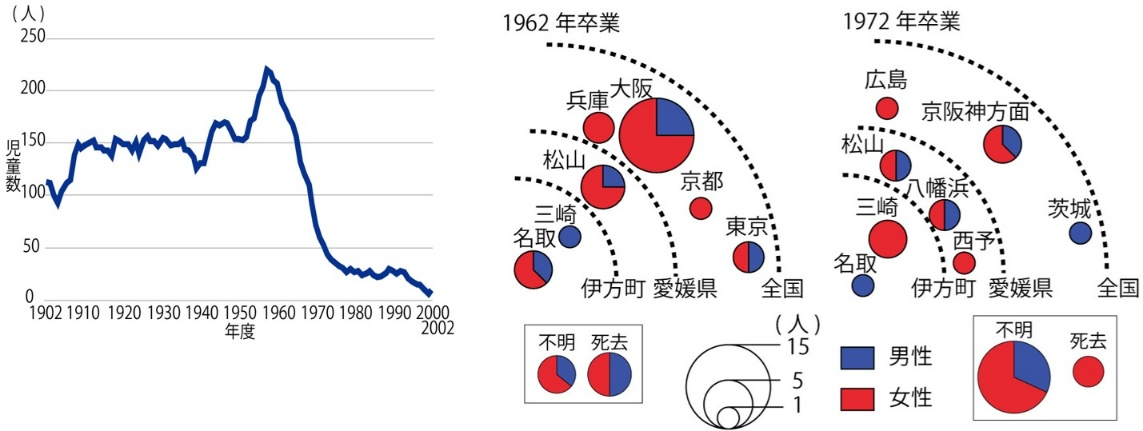 (人)
250
200
150
100
50
0
児童数
1902 1910 1920 1930 1940 1950 1960 1970 1980 1990 2000
2002
年度
1962 年卒業
兵庫
大阪
松山
京都
三崎
名取
東京
伊方町
愛媛県
全国
不明
死去
1972 年卒業
広島
京阪神方面
松山
八幡浜
三崎
茨城
西予
名取
伊方町
愛媛県
全国
不明
死去
(人)
15
5
1
男性
女性